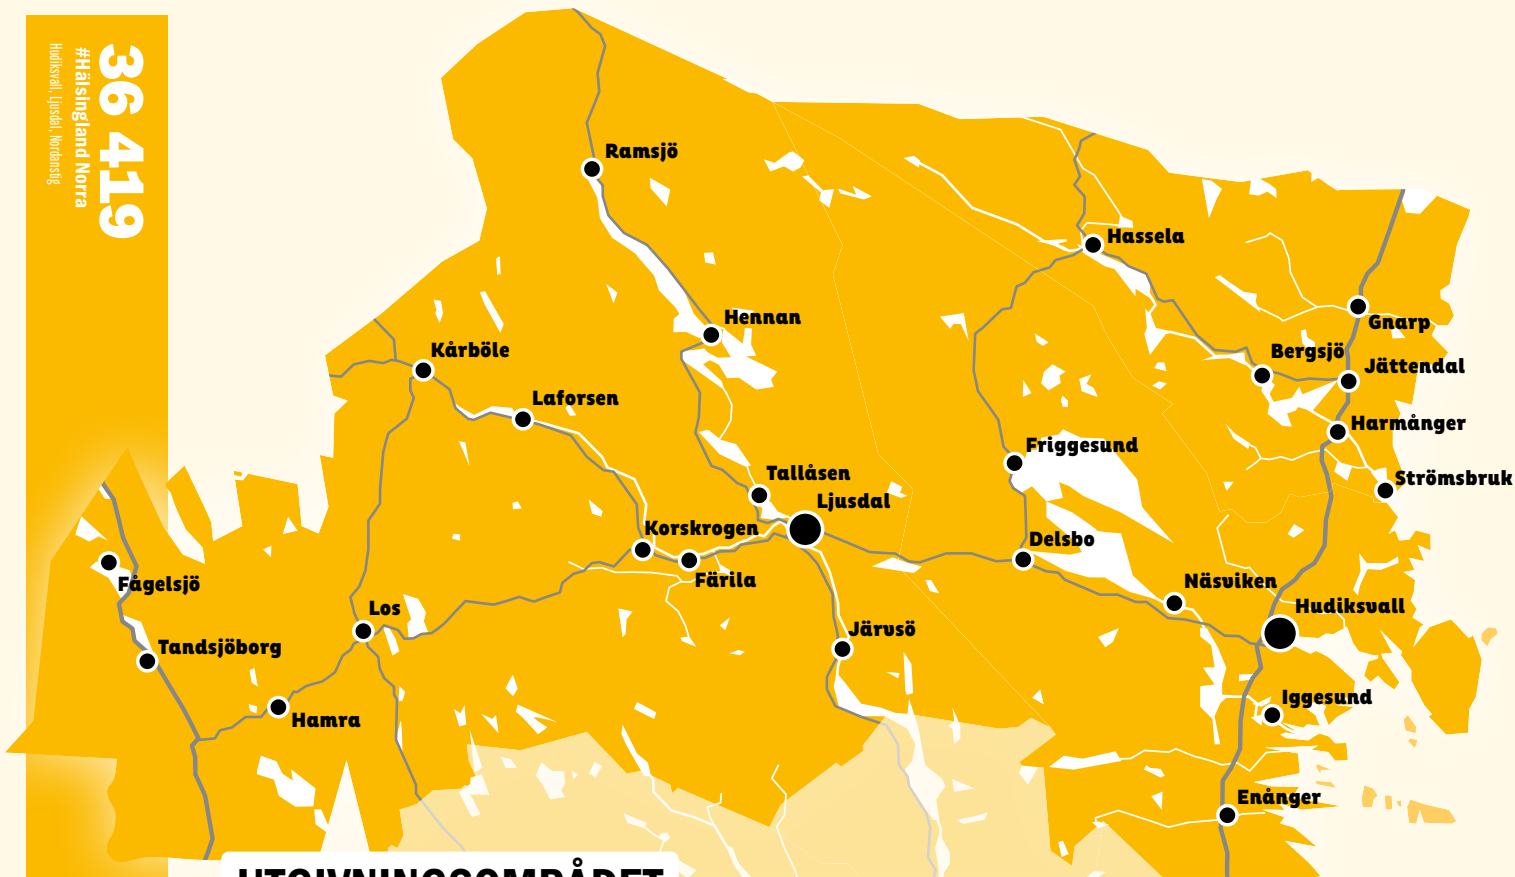 36 419
#Hälsingland Norra
Hudiksvall, Ljusdal, Nordanstig
Ramsjö
Hassela
Hennan
Gnarp
Kårböle
Bergsjö
Jättendal
Laforsen
Harmånger
Friggesund
Tallåsen
Strömsbruk
Ljusdal
Korskrogen
Delsbo
Färila
Fågelsjö
Näsviken
Los
Hudiksvall
Järvsö
Tandsjöborg
Iggesund
Hamra
Enånger
UTGIVNINGSOMRÅDET